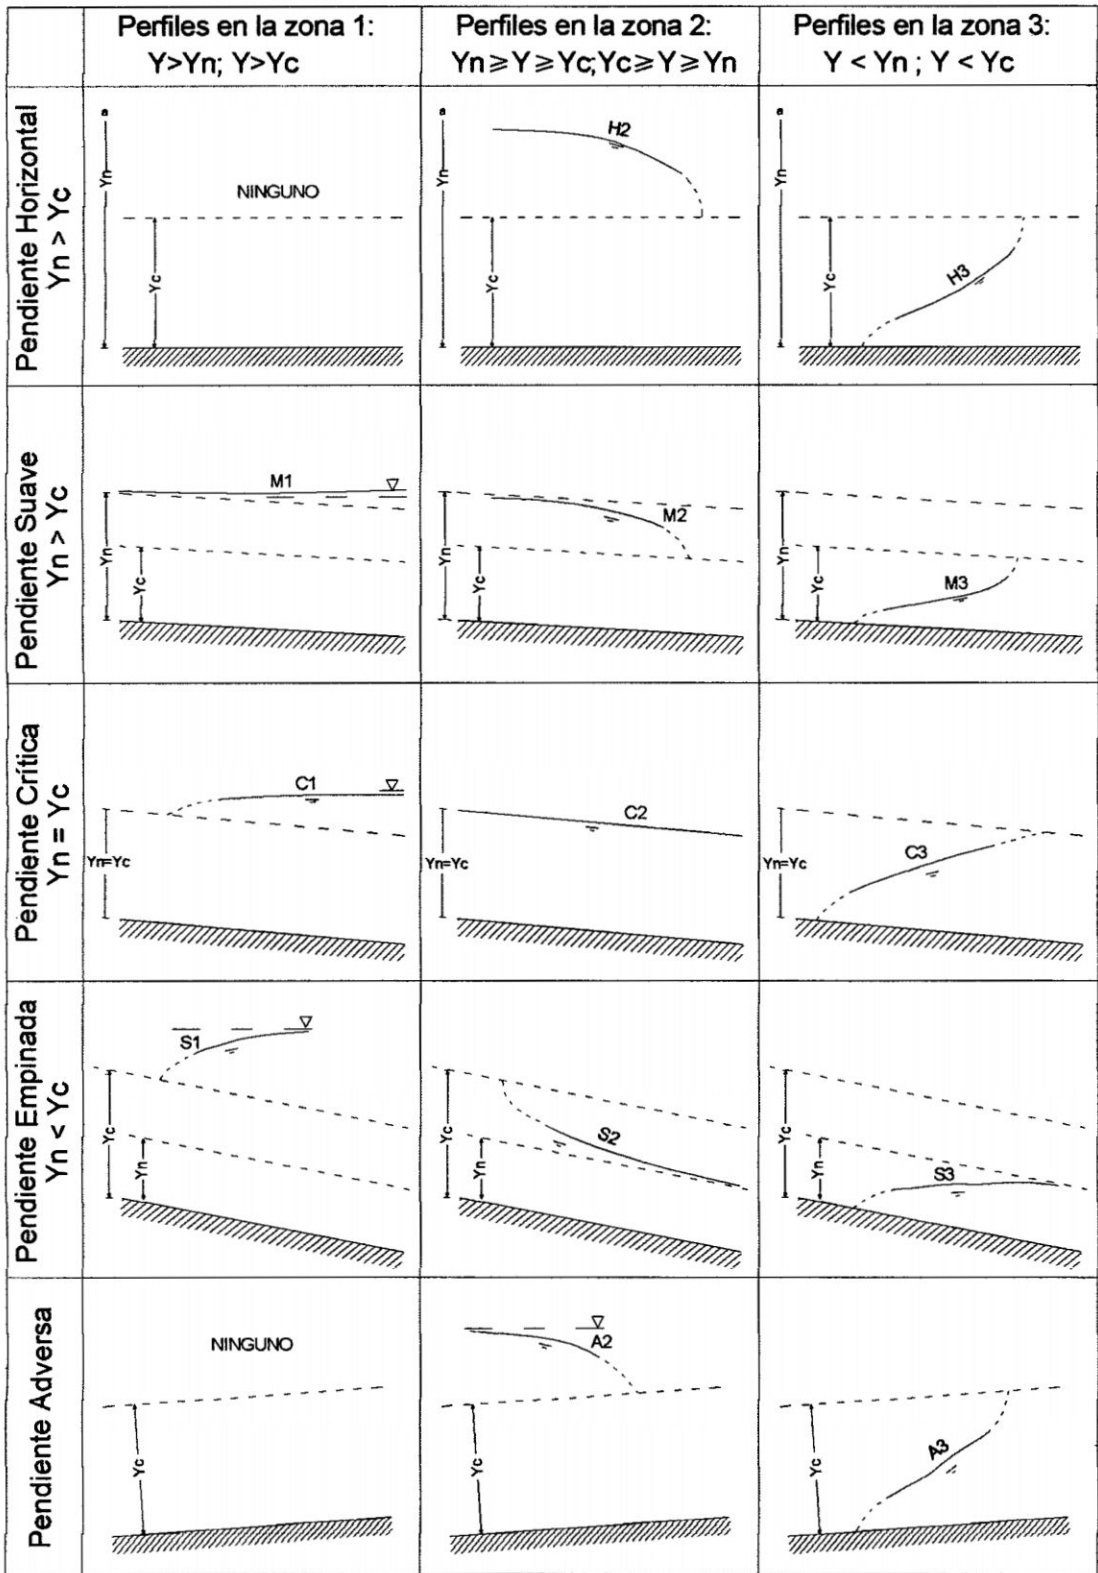 Perfiles en la zona 1:
Y>Yn; Y>Yc
Perfiles en la zona 2:
Yn≥Y≥Yc;Yc≥Y≥Yn
Perfiles en la zona 3:
Y < Yn ; Y < Yc
Pendiente Horizontal
Yn > Yc
Yn
NINGUNO
Yc
Yn
H2
Yc
Yn
Yc
H3
Pendiente Suave
Yn > Yc
M1
Yn
Yc
M2
Yn
Yc
Yn
Yc
M3
Pendiente Crítica
Yn = Yc
C1
Yn=Yc
C2
Yn=Yc
C3
Yn=Yc
Pendiente Empinada
Yn < Yc
S1
Yc
Yn
Yc
Yn
S2
Yc
Yn
S3
Pendiente Adversa
NINGUNO
Yc
A2
Yc
Yc
A3